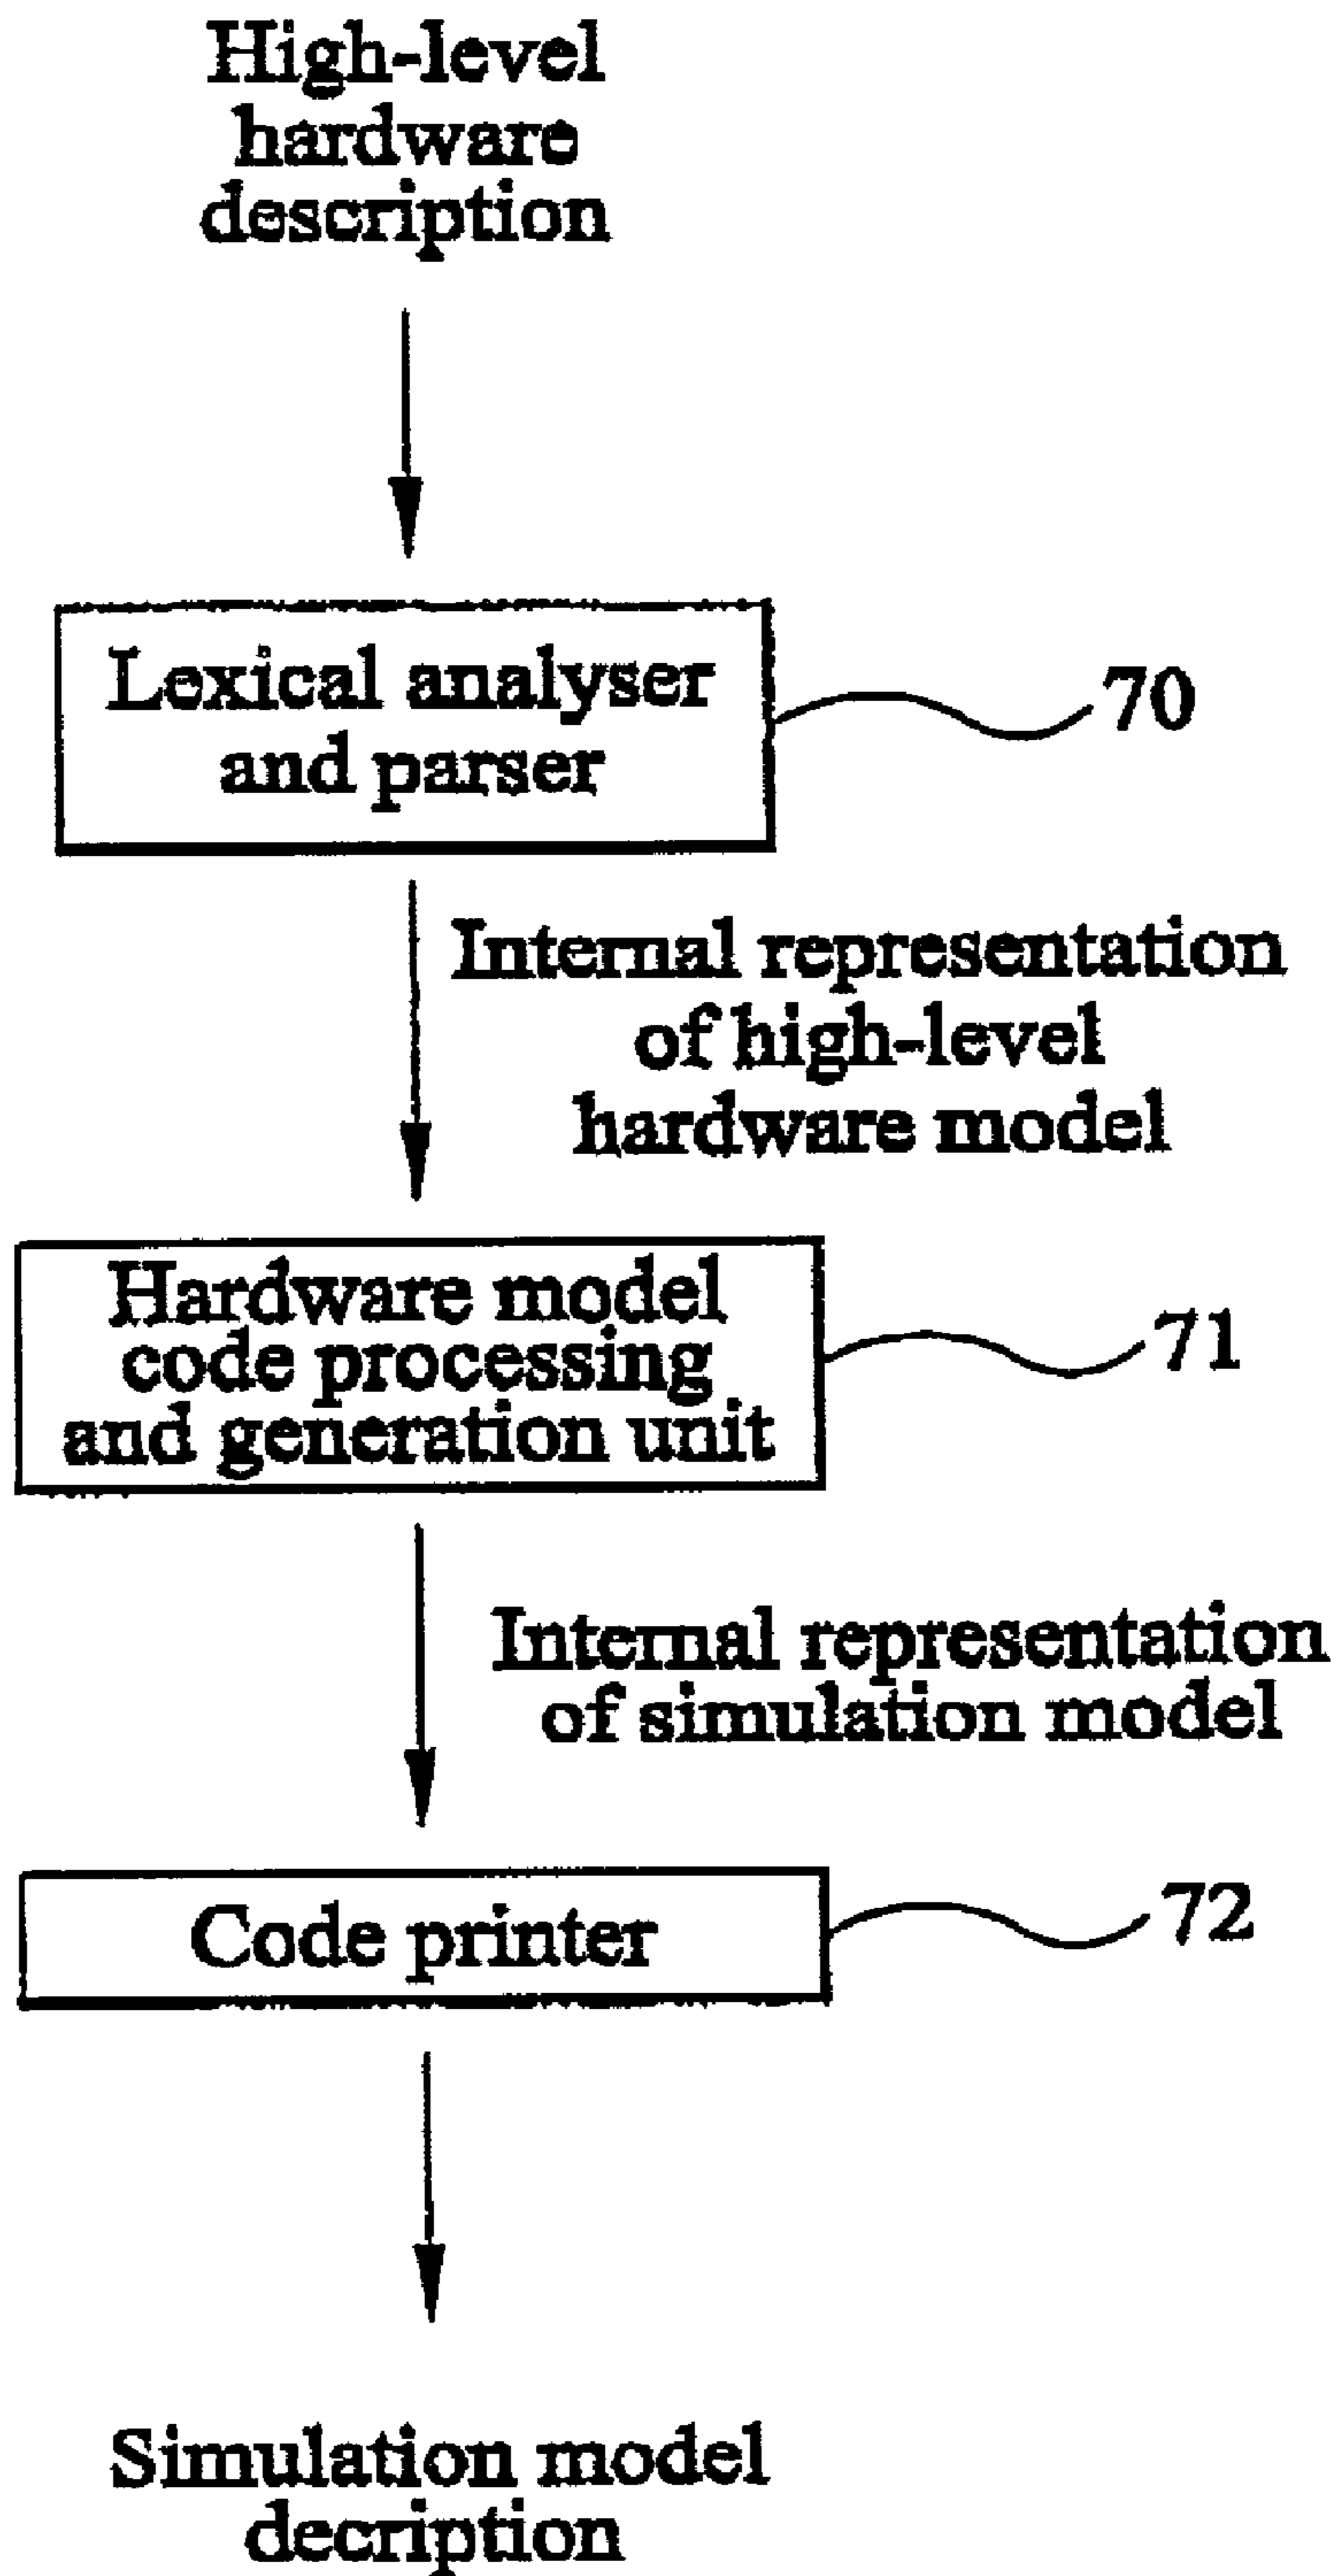 High-level
hardware
description
Lexical analyser
and parser
70
Internal representation
of high-level
hardware model
Hardware model
code processing
and generation unit
71
Internal representation
of simulation model
Code printer
72
Simulation model
decription